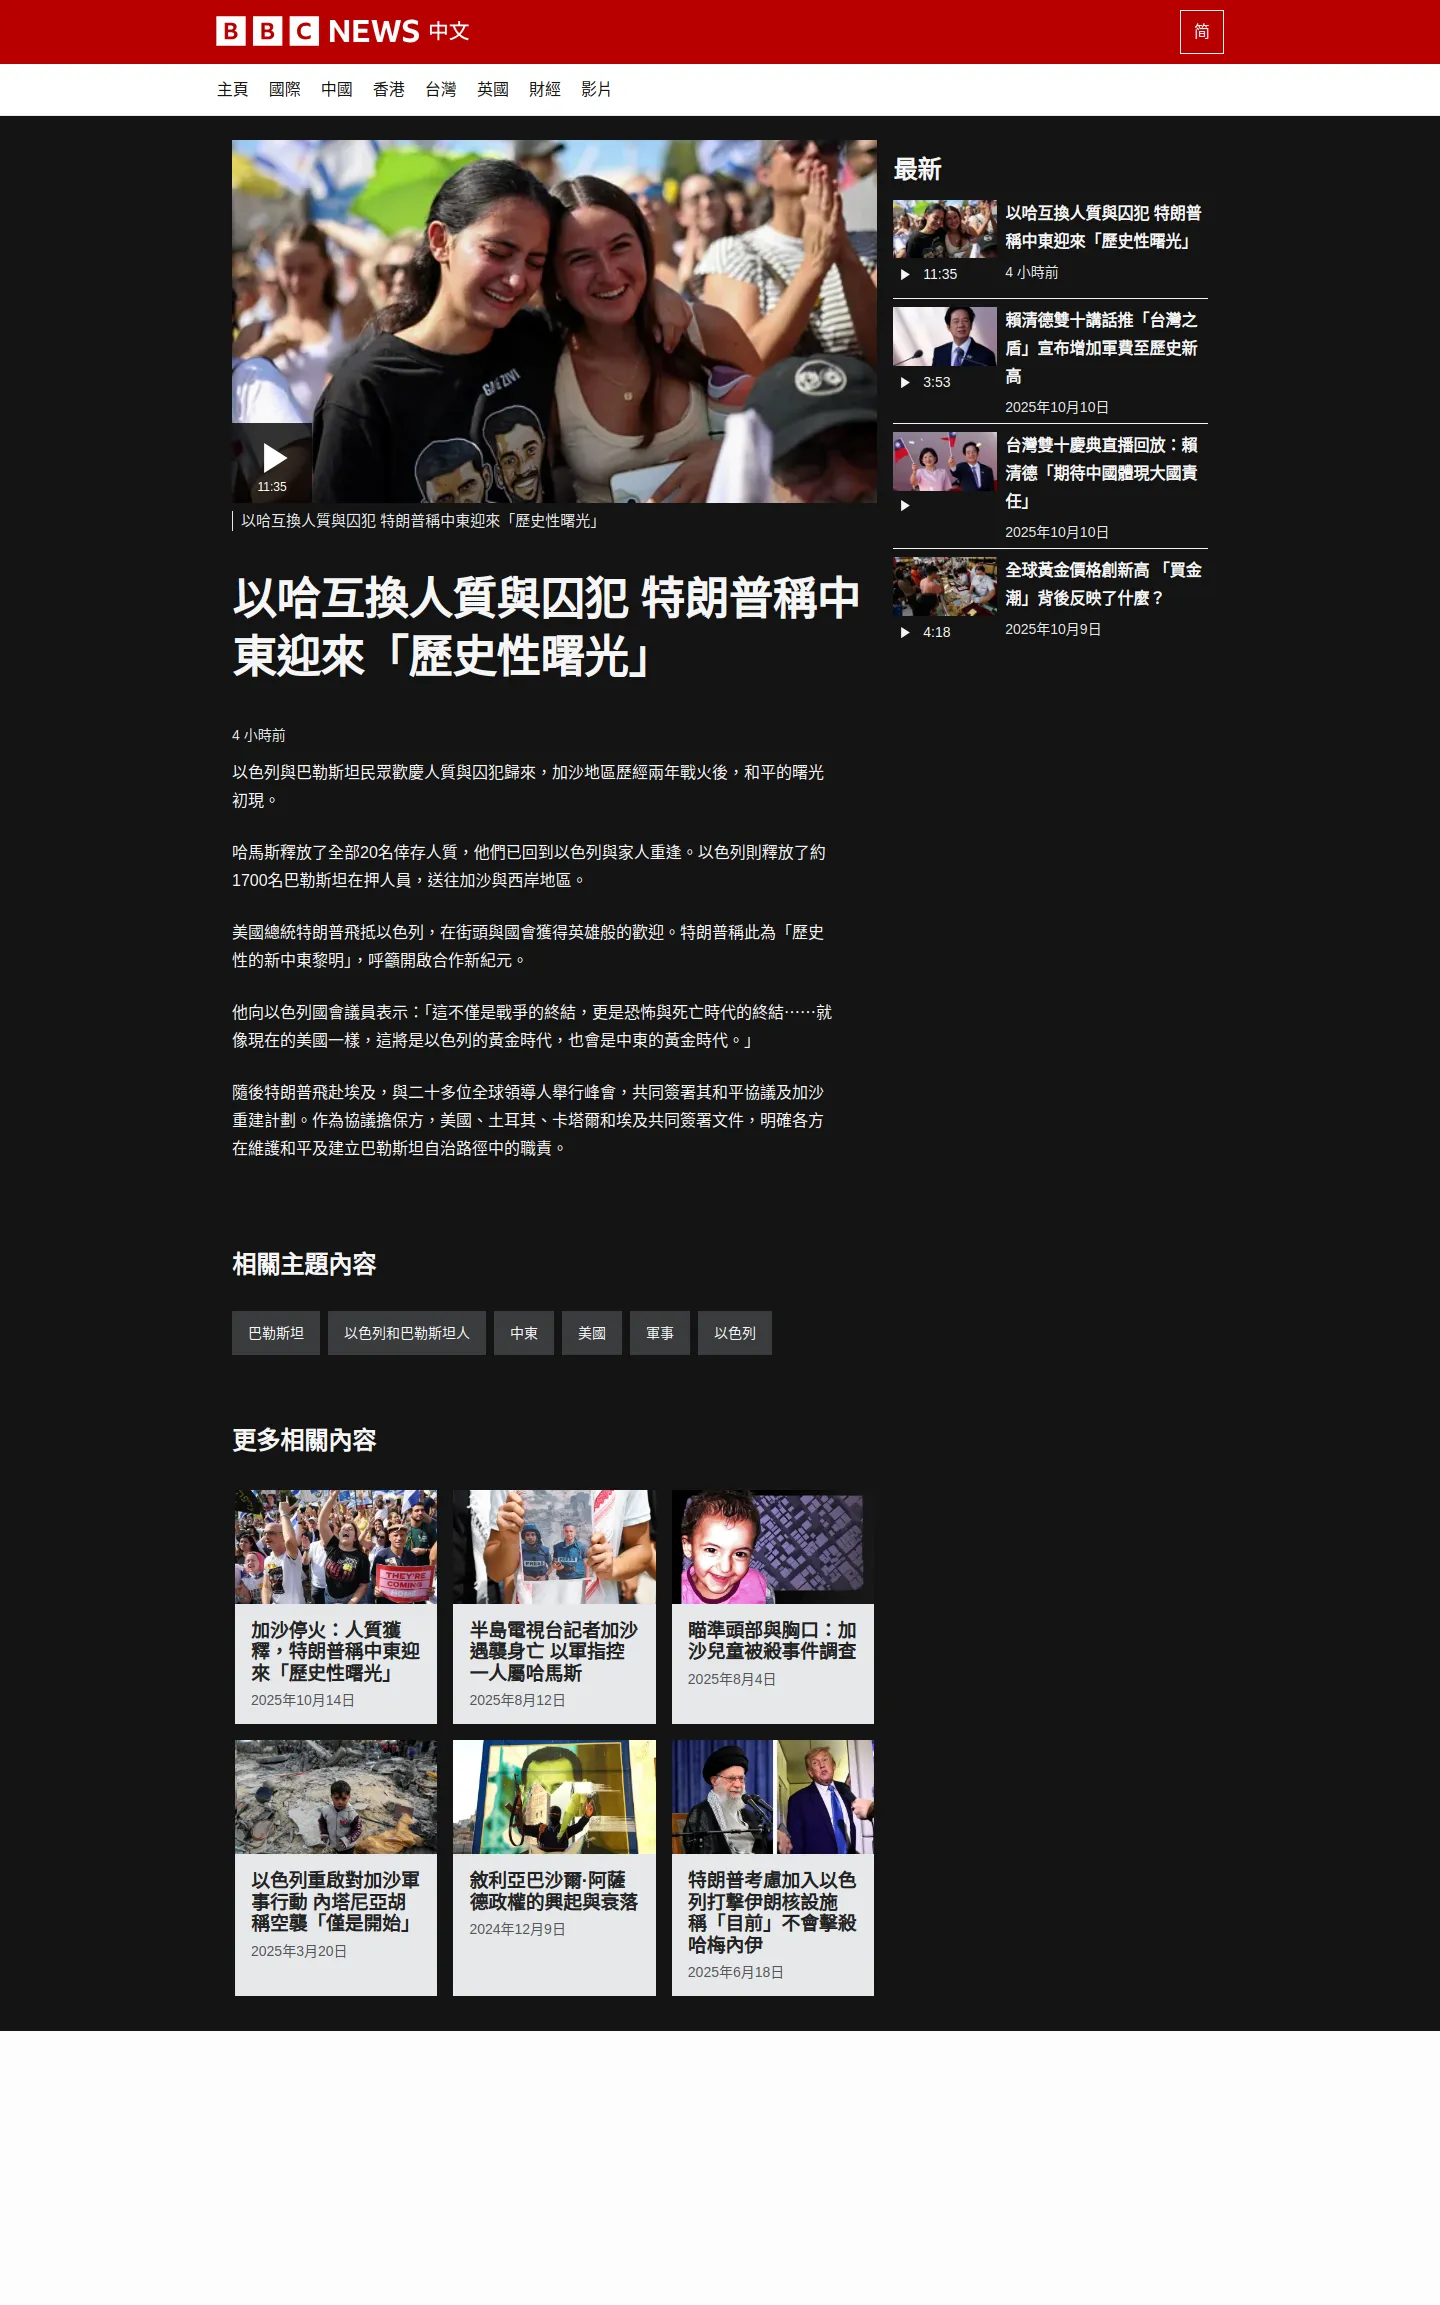 BBC NEWS 中文
简
主頁 國際 中國 香港 台灣 英國 財經 影片
GALI ZIVI
11:35
以哈互換人質與囚犯 特朗普稱中東迎來「歷史性曙光」
以哈互換人質與囚犯 特朗普稱中
東迎來「歷史性曙光」
4 小時前
以色列與巴勒斯坦民眾歡慶人質與囚犯歸來，加沙地區歷經兩年戰火後，和平的曙光
初現。
哈馬斯釋放了全部20名倖存人質，他們已回到以色列與家人重逢。以色列則釋放了約
1700名巴勒斯坦在押人員，送往加沙與西岸地區。
美國總統特朗普飛抵以色列，在街頭與國會獲得英雄般的歡迎。特朗普稱此為「歷史
性的新中東黎明」，呼籲開啟合作新紀元。
他向以色列國會議員表示：「這不僅是戰爭的終結，更是恐怖與死亡時代的終結⋯⋯就
像現在的美國一樣，這將是以色列的黃金時代，也會是中東的黃金時代。」
隨後特朗普飛赴埃及，與二十多位全球領導人舉行峰會，共同簽署其和平協議及加沙
重建計劃。作為協議擔保方，美國、土耳其、卡塔爾和埃及共同簽署文件，明確各方
在維護和平及建立巴勒斯坦自治路徑中的職責。
最新
以哈互換人質與囚犯 特朗普
稱中東迎來「歷史性曙光」
11:35
4 小時前
賴清德雙十講話推「台灣之
盾」宣布增加軍費至歷史新
高
3:53
2025年10月10日
台灣雙十慶典直播回放：賴
清德「期待中國體現大國責
任」
2025年10月10日
全球黃金價格創新高 「買金
潮」背後反映了什麼？
4:18
2025年10月9日
相關主題內容
巴勒斯坦 以色列和巴勒斯坦人 中東 美國 軍事 以色列
更多相關內容
THEY'RE
COMING
HOME
PRESS
加沙停火：人質獲
釋，特朗普稱中東迎
來「歷史性曙光」
2025年10月14日
半島電視台記者加沙
遇襲身亡 以軍指控
一人屬哈馬斯
2025年8月12日
瞄準頭部與胸口：加
沙兒童被殺事件調查
2025年8月4日
以色列重啟對加沙軍
事行動 內塔尼亞胡
稱空襲「僅是開始」
2025年3月20日
敘利亞巴沙爾·阿薩
德政權的興起與衰落
2024年12月9日
特朗普考慮加入以色
列打擊伊朗核設施
稱「目前」不會擊殺
哈梅內伊
2025年6月18日